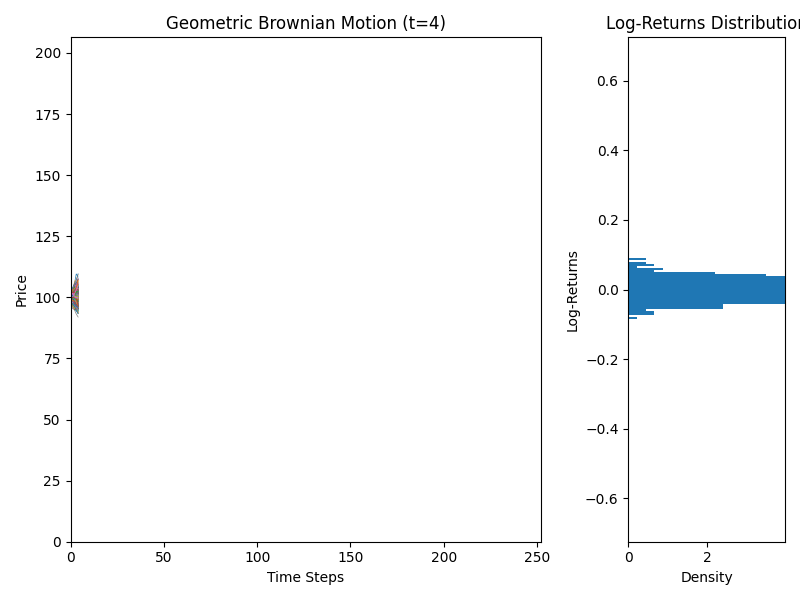 Geometric Brownian Motion (t=4)
Log-Returns Distribution
200
175
150
125
100
75
50
25
0
Price
0 50 100 150 200 250
Time Steps
0.6
0.4
0.2
0.0
−0.2
−0.4
−0.6
Log-Returns
0 2
Density